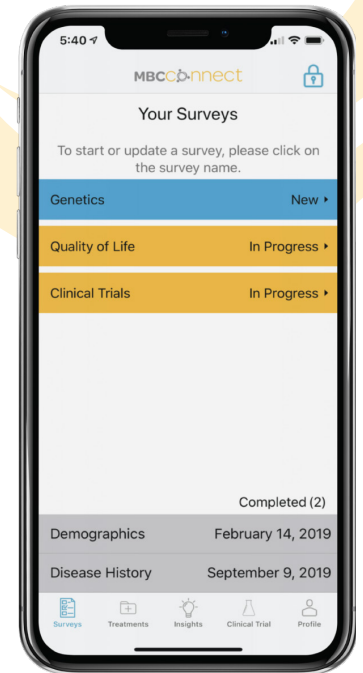 5:40
MBCConnect
Your Surveys
To start or update a survey, please click on
the survey name.
Genetics New
Quality of Life In Progress
Clinical Trials In Progress
Completed (2)
Demographics February 14, 2019
Disease History September 9, 2019
Surveys Treatments Insights Clinical Trial Profile